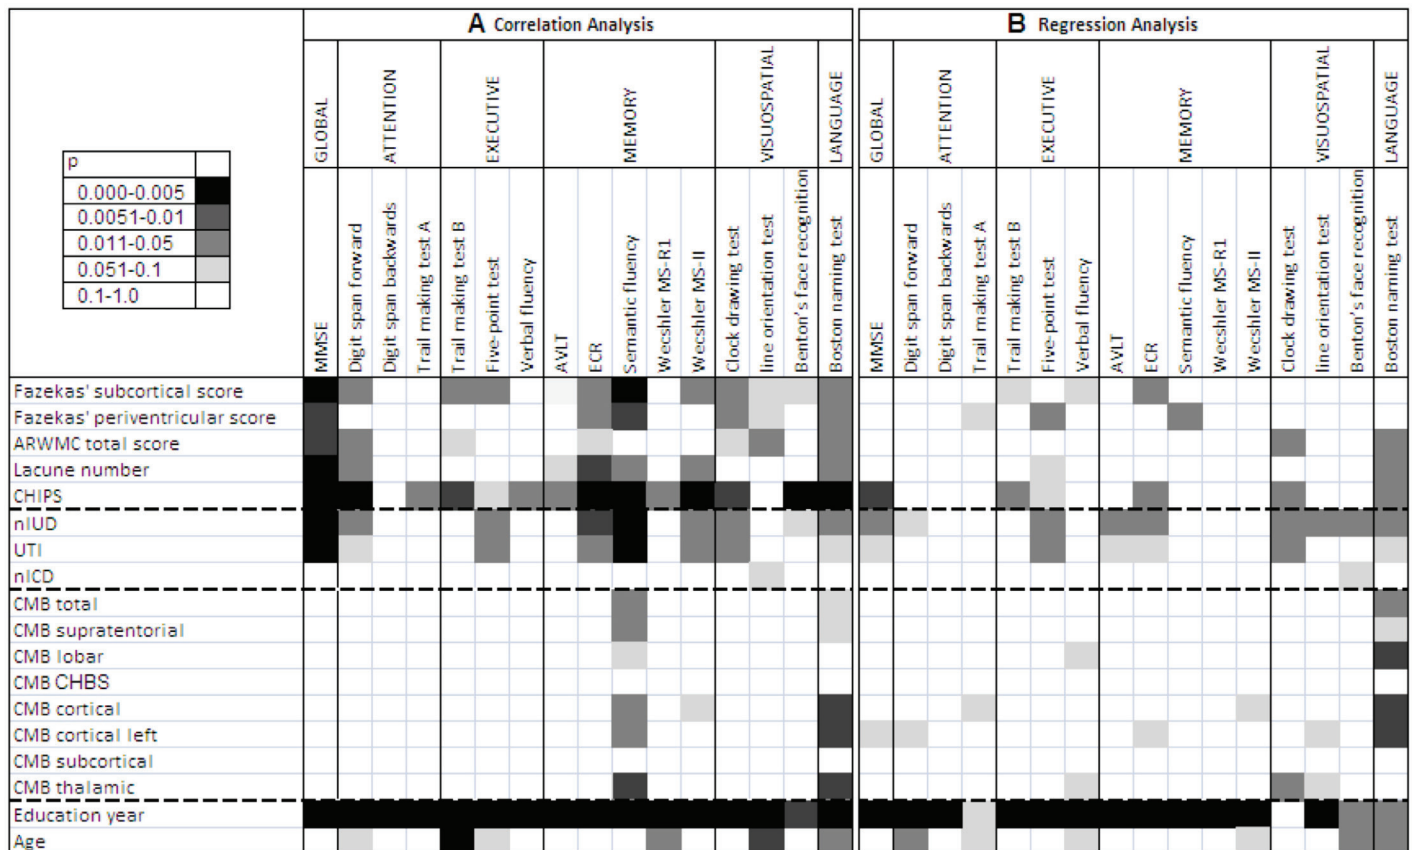 A Correlation Analysis
B Regression Analysis
GLOBAL
ATTENTION
EXECUTIVE
MEMORY
VISUOSPATIAL
LANGUAGE
GLOBAL
ATTENTION
EXECUTIVE
MEMORY
VISUOSPATIAL
LANGUAGE
p
0.000-0.005
0.0051-0.01
0.011-0.05
0.051-0.1
0.1-1.0
MMSE
Digit span forward
Digit span backwards
Trail making test A
Trail making test B
Five-point test
Verbal fluency
AVLT
ECR
Semantic fluency
Wecshler MS-R1
Wecshler MS-II
Clock drawing test
line orientation test
Benton's face recognition
Boston naming test
MMSE
Digit span forward
Digit span backwards
Trail making test A
Trail making test B
Five-point test
Verbal fluency
AVLT
ECR
Semantic fluency
Wecshler MS-R1
Wecshler MS-II
Clock drawing test
line orientation test
Benton's face recognition
Boston naming test
Fazekas' subcortical score
Fazekas' periventricular score
ARWMC total score
Lacune number
CHIPS
nIUD
UTI
nICD
CMB total
CMB supratentorial
CMB lobar
CMB CHBS
CMB cortical
CMB cortical left
CMB subcortical
CMB thalamic
Education year
Age